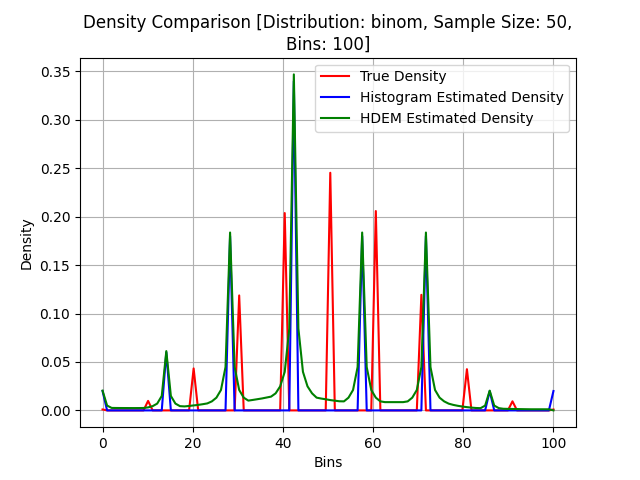 Density Comparison [Distribution: binom, Sample Size: 50,
Bins: 100]
True Density
Histogram Estimated Density
HDEM Estimated Density
Density
0.35
0.30
0.25
0.20
0.15
0.10
0.05
0.00
0 20 40 60 80 100
Bins